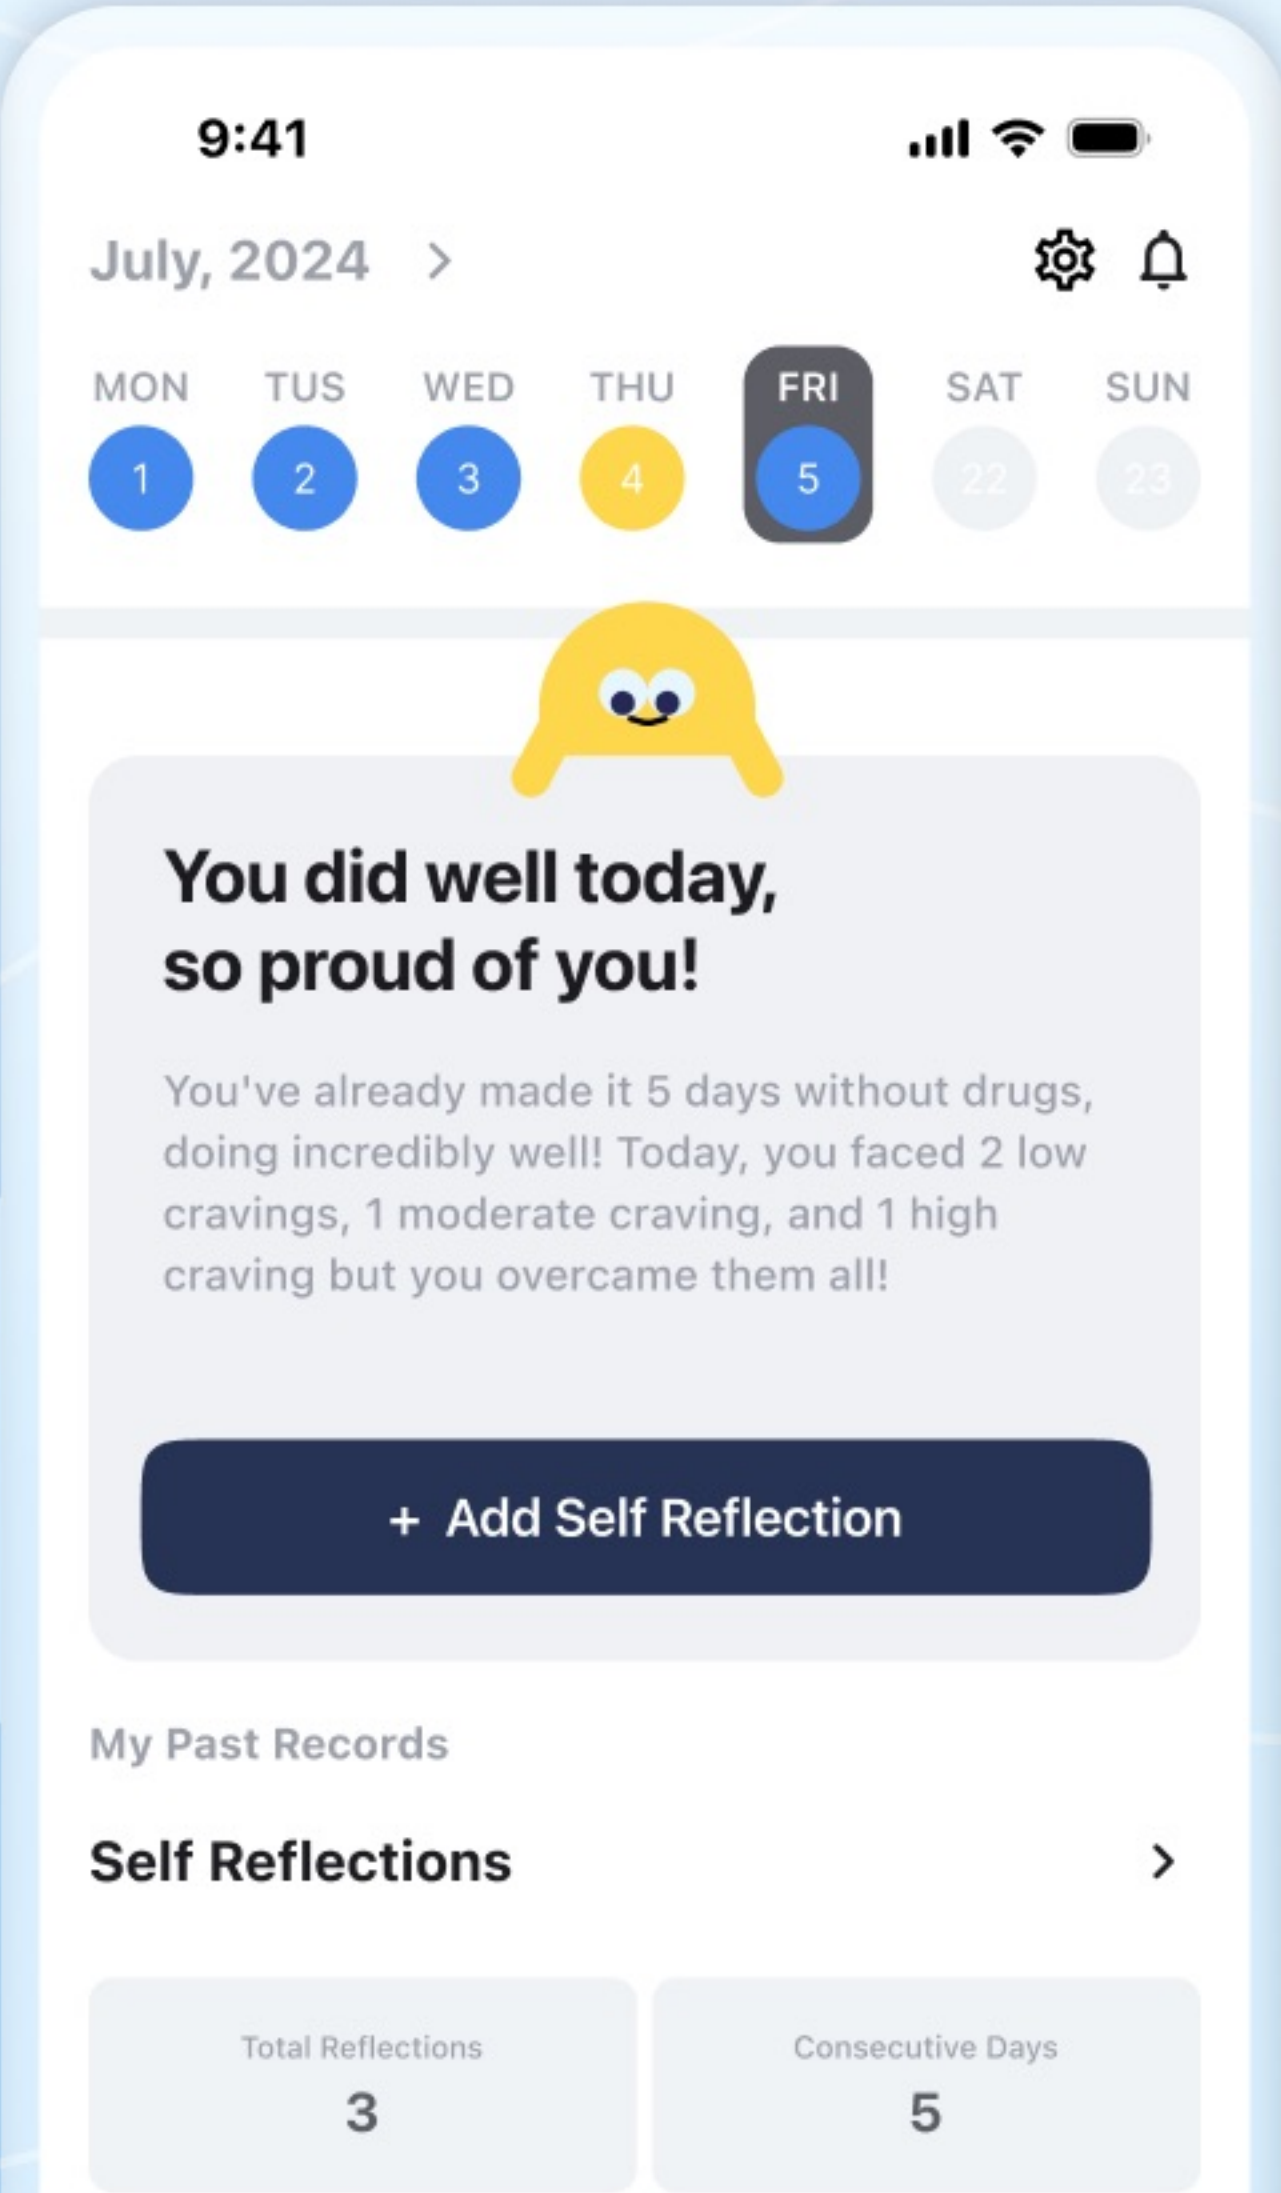 9:41
July, 2024
MON TUS WED THU FRI SAT SUN
1 2 3 4 5 22 23
You did well today,
so proud of you!
You've already made it 5 days without drugs,
doing incredibly well! Today, you faced 2 low
cravings, 1 moderate craving, and 1 high
craving but you overcame them all!
+ Add Self Reflection
My Past Records
Self Reflections
Total Reflections Consecutive Days
3 5